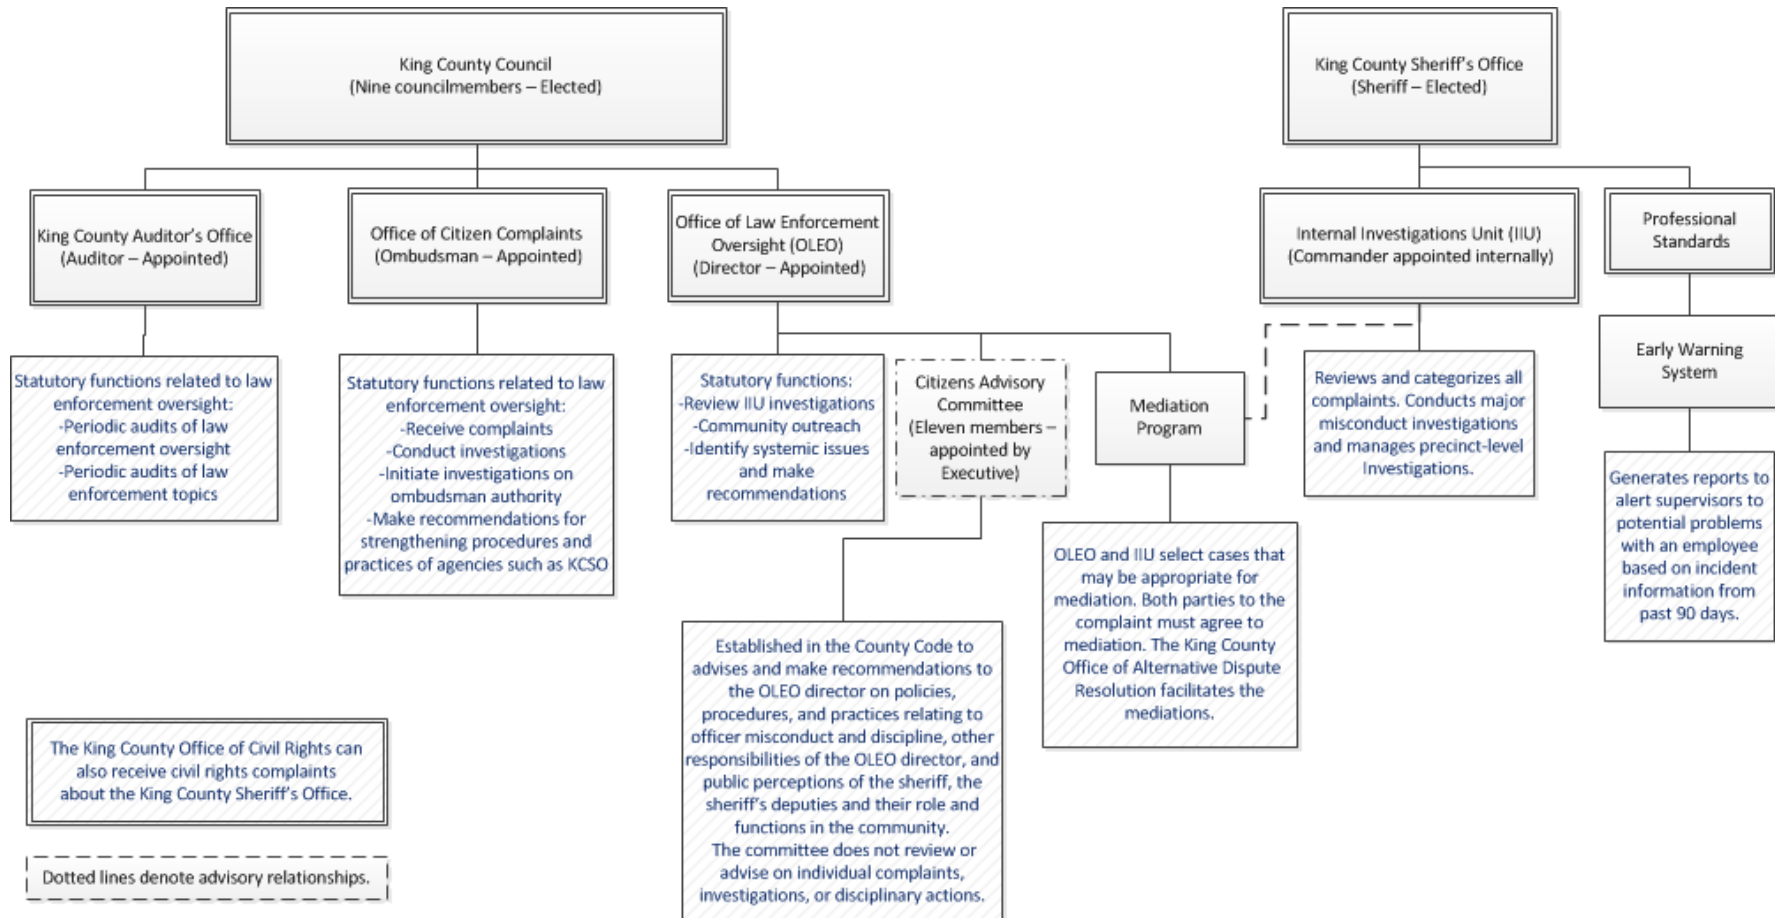 King County Council
(Nine councilmembers – Elected)
King County Sheriff's Office
(Sheriff – Elected)
King County Auditor's Office
(Auditor – Appointed)
Office of Citizen Complaints
(Ombudsman – Appointed)
Office of Law Enforcement
Oversight (OLEO)
(Director – Appointed)
Internal Investigations Unit (IIU)
(Commander appointed internally)
Professional
Standards
Statutory functions related to law
enforcement oversight:
-Periodic audits of law
enforcement oversight
-Periodic audits of law
enforcement topics
Statutory functions related to law
enforcement oversight:
-Receive complaints
-Conduct investigations
-Initiate investigations on
ombudsman authority
-Make recommendations for
strengthening procedures and
practices of agencies such as KCSO
Statutory functions:
-Review IIU investigations
-Community outreach
-Identify systemic issues
and make
recommendations
Citizens Advisory
Committee
(Eleven members –
appointed by
Executive)
Mediation
Program
Reviews and categorizes all
complaints. Conducts major
misconduct investigations
and manages precinct-level
Investigations.
Early Warning
System
Generates reports to
alert supervisors to
potential problems
with an employee
based on incident
information from
past 90 days.
OLEO and IIU select cases that
may be appropriate for
mediation. Both parties to the
complaint must agree to
mediation. The King County
Office of Alternative Dispute
Resolution facilitates the
mediations.
Established in the County Code to
advises and make recommendations to
the OLEO director on policies,
procedures, and practices relating to
officer misconduct and discipline, other
responsibilities of the OLEO director, and
public perceptions of the sheriff, the
sheriff's deputies and their role and
functions in the community.
The committee does not review or
advise on individual complaints,
investigations, or disciplinary actions.
The King County Office of Civil Rights can
also receive civil rights complaints
about the King County Sheriff's Office.
Dotted lines denote advisory relationships.